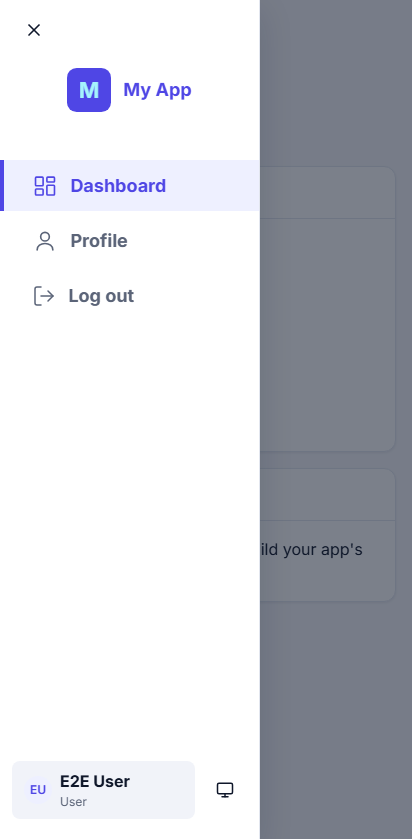 M My App
Dashboard
Profile
Log out
ild your app's
EU E2E User
User